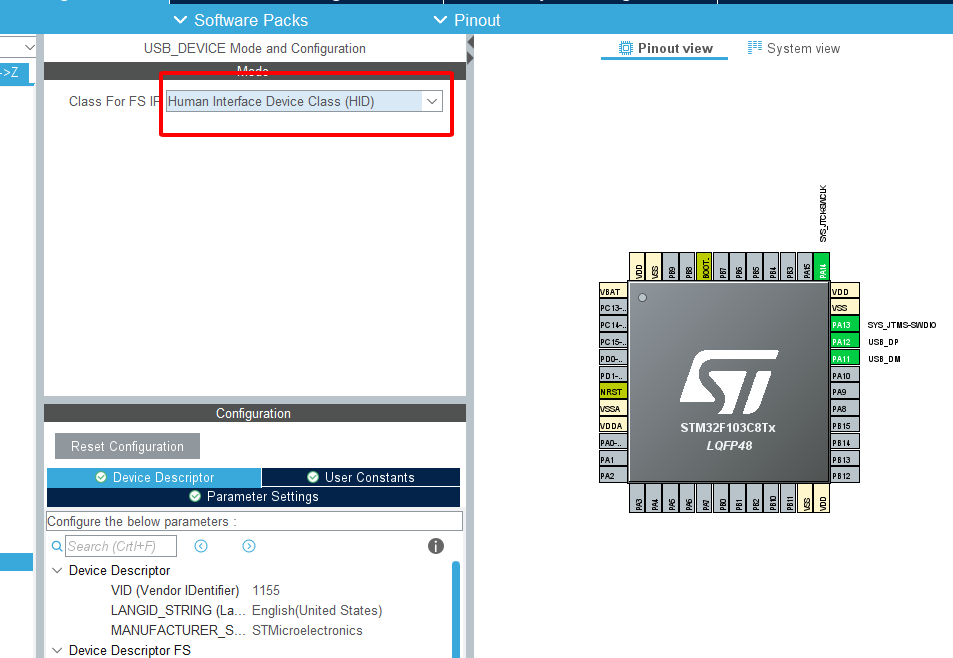 Software Packs
Pinout
USB_DEVICE Mode and Configuration
Pinout view
System view
->Z
Mode
Class For FS IP
Human Interface Device Class (HID)
SYS_JTCK-SWCLK
VDD
VSS
PB9
PB8
BOOT..
PB7
PB6
PB5
PB4
PB3
PA15
PA14
VBAT
PC13-..
PC14-..
PC15-..
PD0-..
PD1-..
NRST
VSSA
VDDA
PA0-..
PA1
PA2
VDD
VSS
PA13 SYS_JTMS-SWDIO
PA12 USB_DP
PA11 USB_DM
PA10
PA9
PA8
PB15
PB14
PB13
PB12
STM32F103C8Tx
LQFP48
PA3
PA4
PA5
PA6
PA7
PB0
PB1
PB2
PB10
PB11
VSS
VDD
Configuration
Reset Configuration
Device Descriptor
User Constants
Parameter Settings
Configure the below parameters :
Search (Crtl+F)
Device Descriptor
VID (Vendor IDentifier) 1155
LANGID_STRING (La... English(United States)
MANUFACTURER_S... STMicroelectronics
Device Descriptor FS